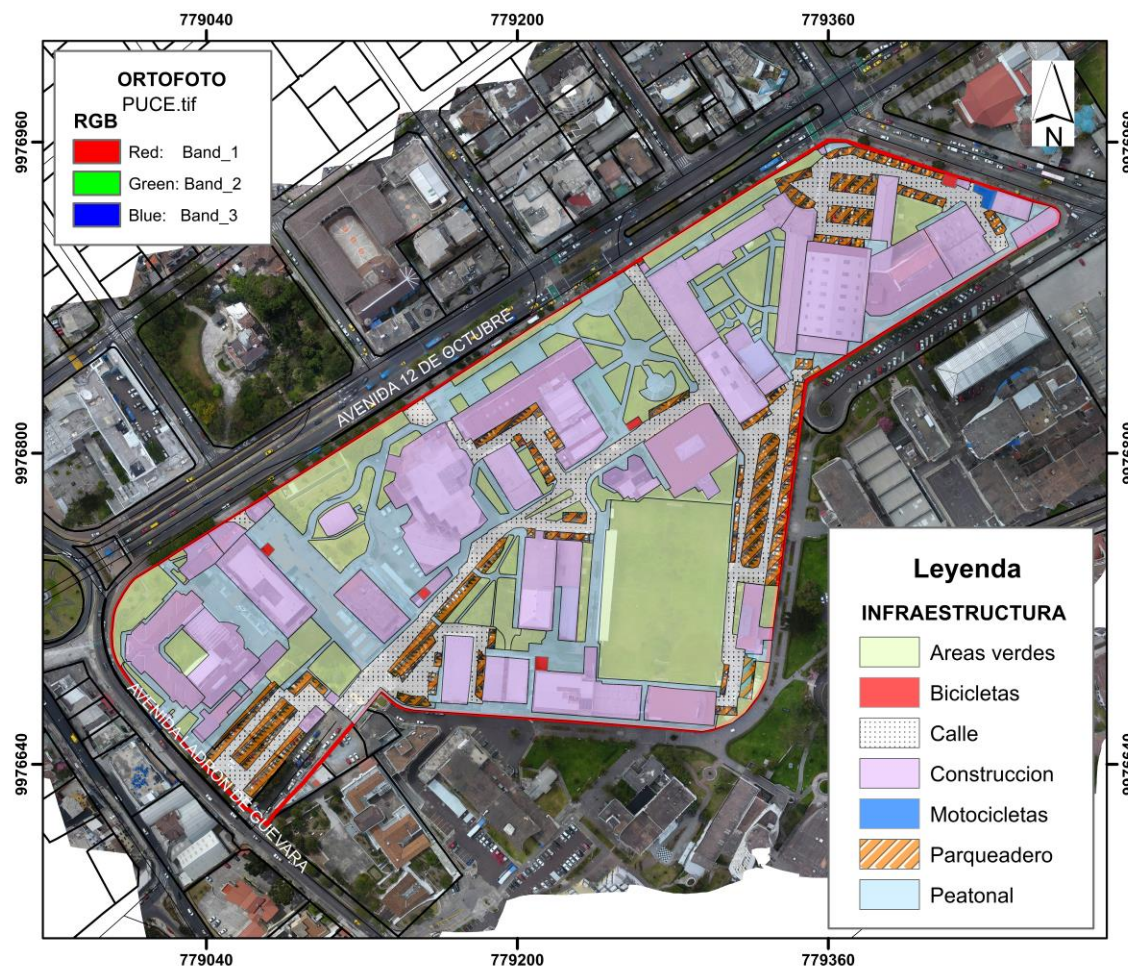 779040
779200
779360
ORTOFOTO
PUCE.tif
RGB
Red: Band_1
Green: Band_2
Blue: Band_3
N
9976960
9976960
AVENIDA 12 DE OCTUBRE
9976800
9976800
Leyenda
INFRAESTRUCTURA
Areas verdes
Bicicletas
Calle
Construccion
Motocicletas
Parqueadero
Peatonal
AVENIDA LADRON DE GUEVARA
9976640
9976640
779040
779200
779360